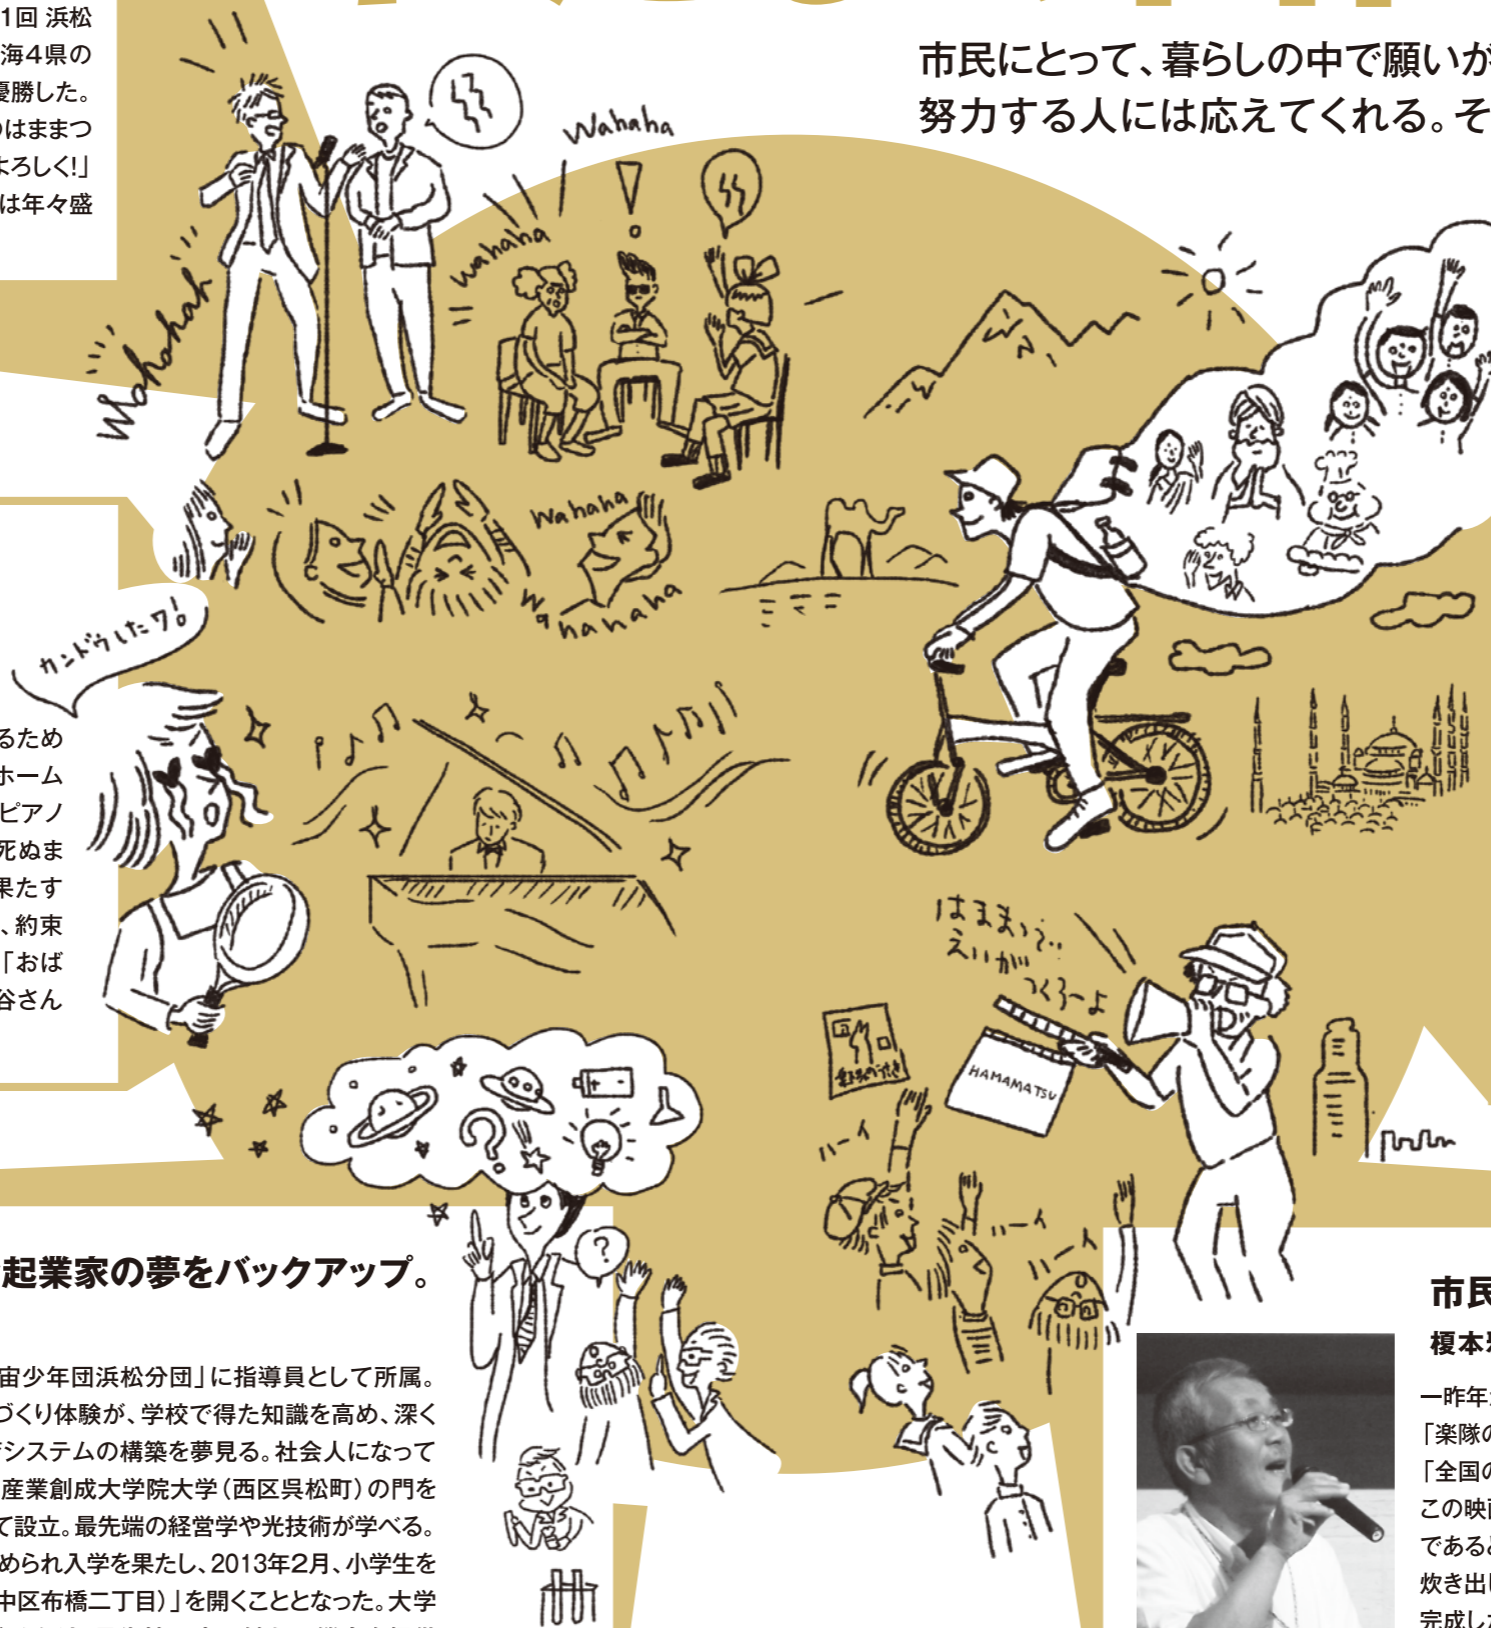 1回 浜松
海4県の
優勝した。
のはままつ
よろしく!」
は年々盛
市民にとって、暮らしの中で願いが
努力する人には応えてくれる。そ
Wahaha
wahaha
Wahahah
Wahaha
Wahahaha
カンドウしたワ!
るため
ホーム
ピアノ
死ぬま
果たす
、約束
「おば
谷さん
はままつで
えいが
つくろーよ
HAMAMATSU
ハーイ
ハーイ
ハーイ
?
?
起業家の夢をバックアップ。
宙少年団浜松分団」に指導員として所属。
づくり体験が、学校で得た知識を高め、深く
システムの構築を夢見る。社会人になって
産業創成大学院大学(西区呉松町)の門を
て設立。最先端の経営学や光技術が学べる。
められ入学を果たし、2013年2月、小学生を
中区布橋二丁目)」を開くこととなった。大学
市民
榎本
一昨年
「楽隊の
「全国の
この映画
であると
炊き出し
完成し